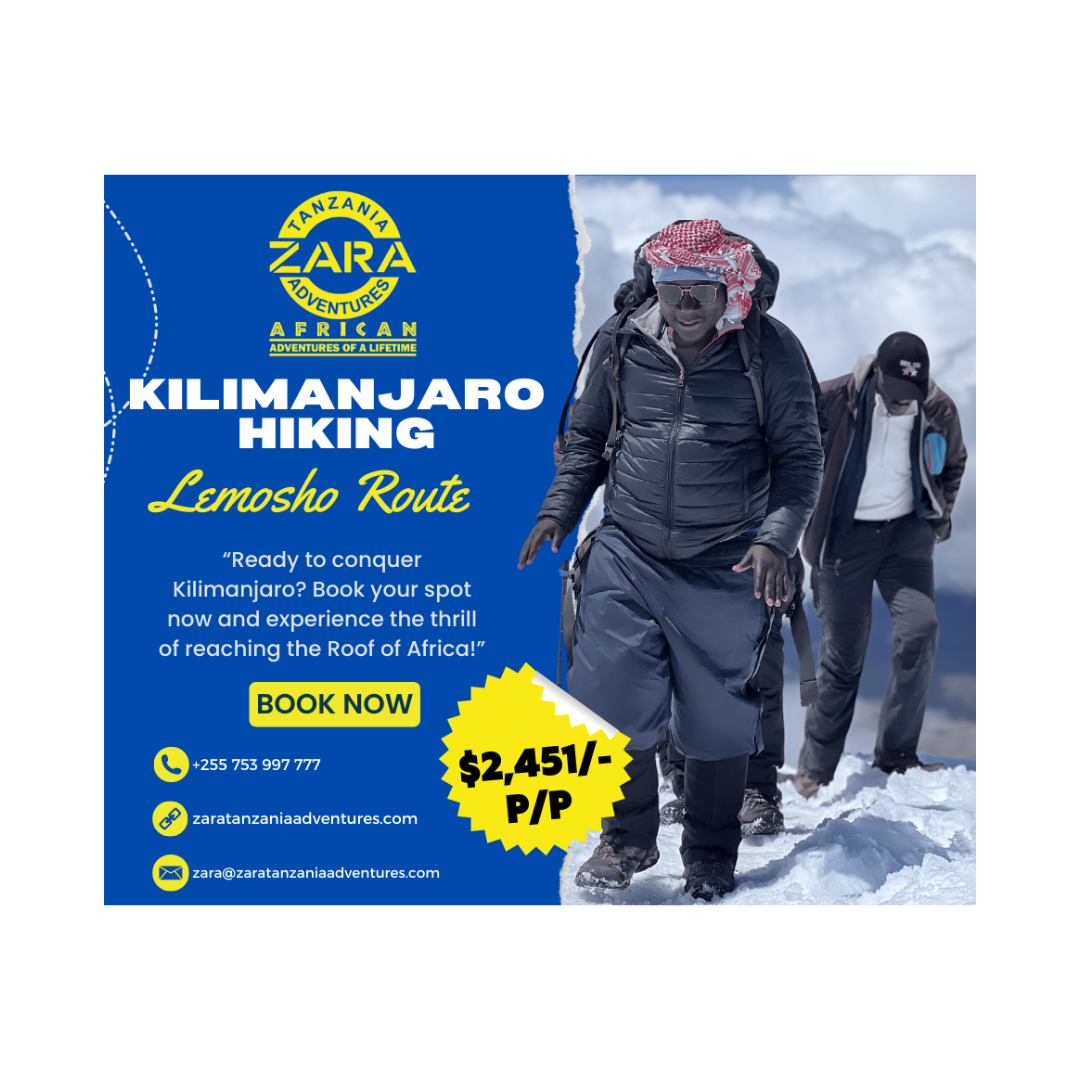 TANZANIA
ZARA
ADVENTURES
AFRICAN
ADVENTURES OF A LIFETIME
KILIMANJARO
HIKING
Lemosho Route
“Ready to conquer
Kilimanjaro? Book your spot
now and experience the thrill
of reaching the Roof of Africa!”
BOOK NOW
$2,451/-
P/P
+255 753 997 777
zaratanzaniaadventures.com
zara@zaratanzaniaadventures.com